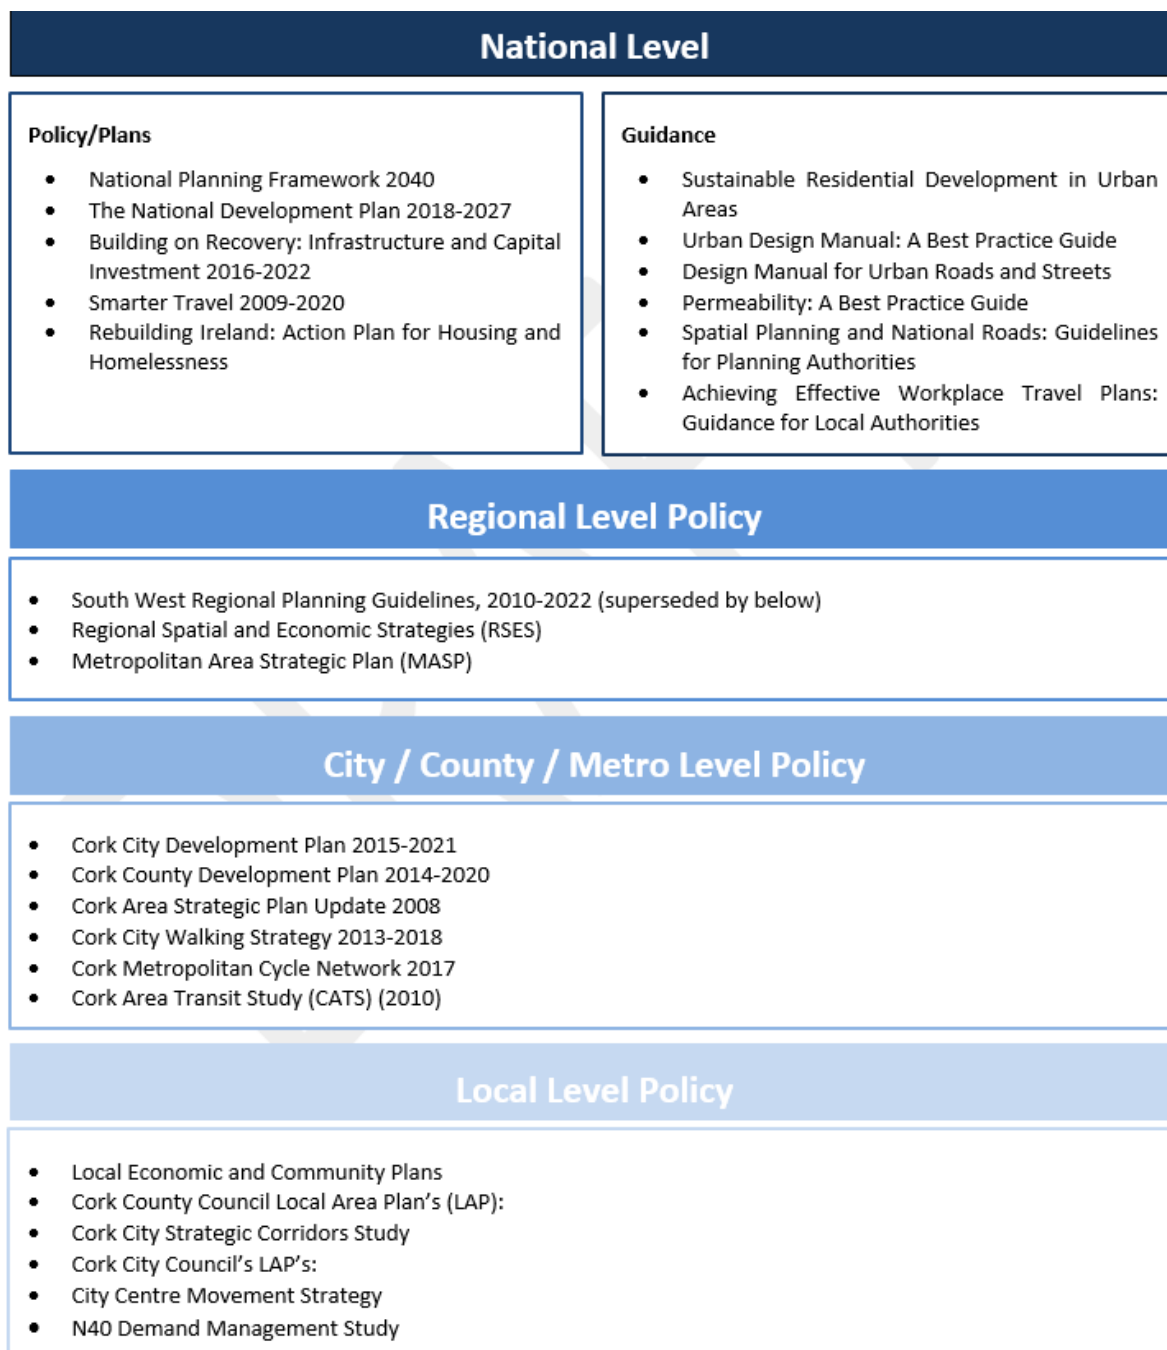 National Level
Policy/Plans
• National Planning Framework 2040
• The National Development Plan 2018-2027
• Building on Recovery: Infrastructure and Capital
Investment 2016-2022
• Smarter Travel 2009-2020
• Rebuilding Ireland: Action Plan for Housing and
Homelessness
Guidance
• Sustainable Residential Development in Urban
Areas
• Urban Design Manual: A Best Practice Guide
• Design Manual for Urban Roads and Streets
• Permeability: A Best Practice Guide
• Spatial Planning and National Roads: Guidelines
for Planning Authorities
• Achieving Effective Workplace Travel Plans:
Guidance for Local Authorities
Regional Level Policy
• South West Regional Planning Guidelines, 2010-2022 (superseded by below)
• Regional Spatial and Economic Strategies (RSES)
• Metropolitan Area Strategic Plan (MASP)
City / County / Metro Level Policy
• Cork City Development Plan 2015-2021
• Cork County Development Plan 2014-2020
• Cork Area Strategic Plan Update 2008
• Cork City Walking Strategy 2013-2018
• Cork Metropolitan Cycle Network 2017
• Cork Area Transit Study (CATS) (2010)
Local Level Policy
• Local Economic and Community Plans
• Cork County Council Local Area Plan’s (LAP):
• Cork City Strategic Corridors Study
• Cork City Council’s LAP’s:
• City Centre Movement Strategy
• N40 Demand Management Study